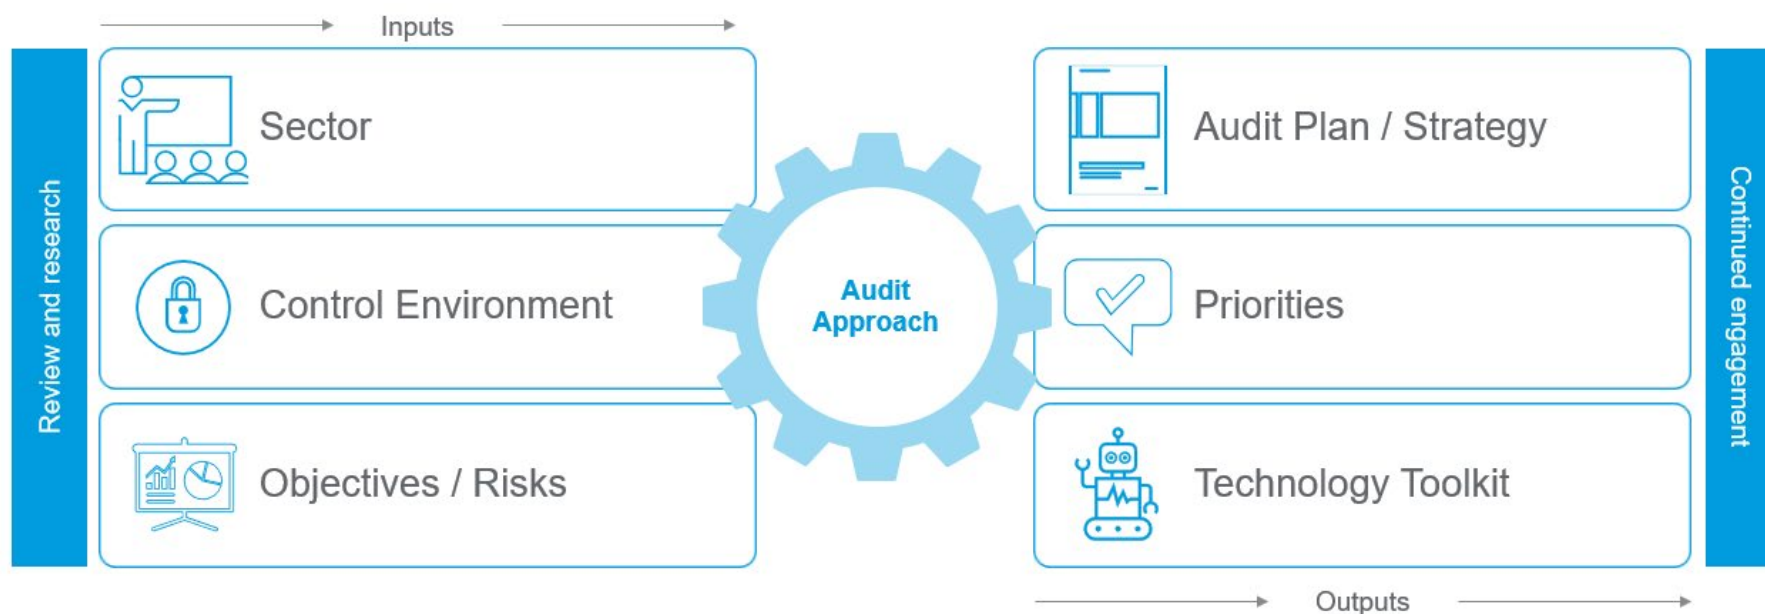 Inputs
Review and research
Sector
Control Environment
Objectives / Risks
Audit
Approach
Audit Plan / Strategy
Priorities
Technology Toolkit
Continued engagement
Outputs